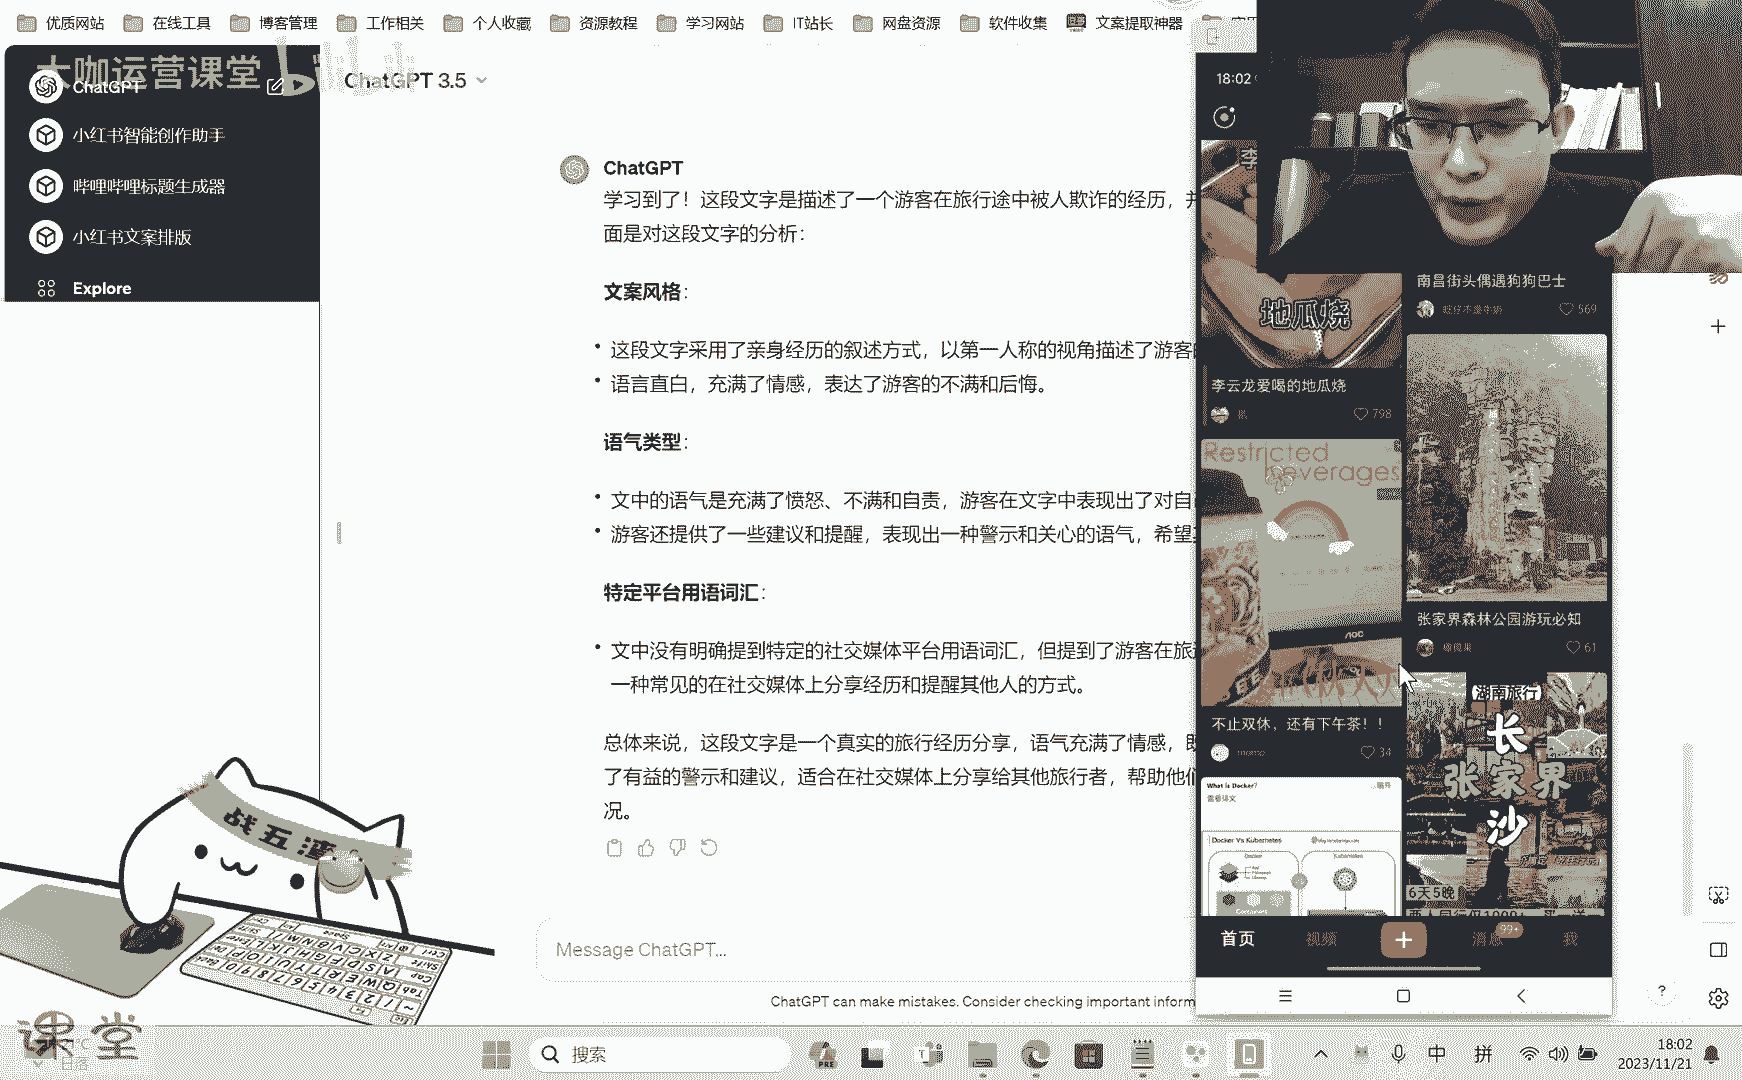 优质网站
在线工具
博客管理
工作相关
个人收藏
资源教程
学习网站
IT站长
网盘资源
软件收集
文案提取神器
大咖运营课堂
ChatGPT
小红书智能创作助手
哔哩哔哩标题生成器
小红书文案排版
Explore
ChatGPT 3.5
ChatGPT
学习到了！这段文字是描述了一个游客在旅行途中被人欺诈的经历，并
面是对这段文字的分析：
文案风格：
• 这段文字采用了亲身经历的叙述方式，以第一人称的视角描述了游客的
• 语言直白，充满了情感，表达了游客的不满和后悔。
语气类型：
• 文中的语气是充满了愤怒、不满和自责，游客在文字中表现出了对自己
• 游客还提供了一些建议和提醒，表现出一种警示和关心的语气，希望
特定平台用语词汇：
• 文中没有明确提到特定的社交媒体平台用语词汇，但提到了游客在旅
一种常见的在社交媒体上分享经历和提醒其他人的方式。
总体来说，这段文字是一个真实的旅行经历分享，语气充满了情感，既
了有益的警示和建议，适合在社交媒体上分享给其他旅行者，帮助他们
况。
Message ChatGPT...
ChatGPT can make mistakes. Consider checking important inform
18:02
地瓜烧
李云龙爱喝的地瓜烧
798
Restricted
Beverages
AOC
不止双休，还有下午茶！！
momo
34
What is Docker?
Docker Vs Kubernetes
Docker
Kubernetes
Containers
南昌街头偶遇狗狗巴士
569
张家界森林公园游玩必知
61
湖南旅行
长
张家界
沙
6天5晚
首页
视频
消息
99+
我
战五渣
课堂
搜索
PRE
中
拼
18:02
2023/11/21